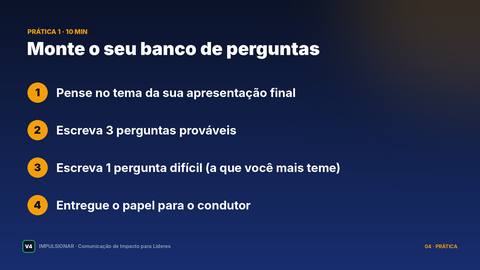 PRÁTICA 1 · 10 MIN
Monte o seu banco de perguntas
1 Pense no tema da sua apresentação final
2 Escreva 3 perguntas prováveis
3 Escreva 1 pergunta difícil (a que você mais teme)
4 Entregue o papel para o condutor
V4 IMPULSIONAR · Comunicação de Impacto para Líderes
04 · PRÁTICA